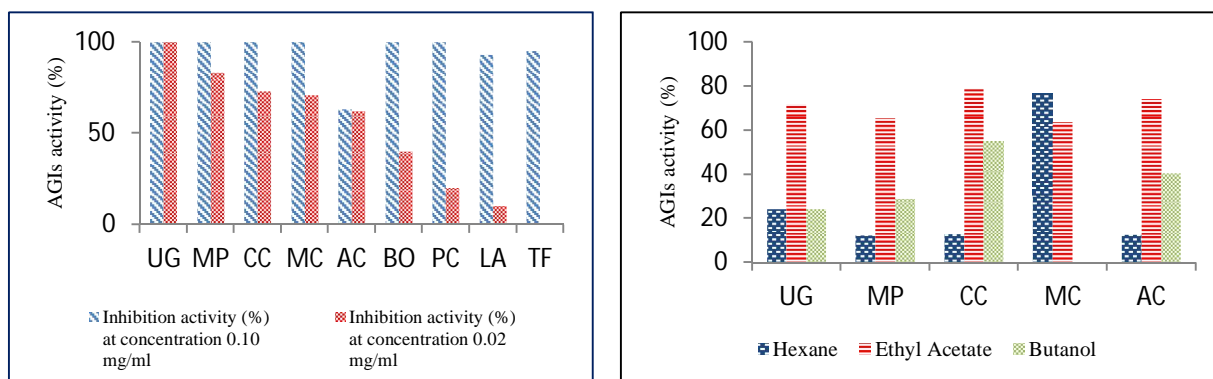 AGIs activity (%)
100
50
0
UG MP CC MC AC BO PC LA TF
Inhibition activity (%)
at concentration 0.10
mg/ml
Inhibition activity (%)
at concentration 0.02
mg/ml
AGIs activity (%)
100
80
60
40
20
0
UG MP CC MC AC
Hexane Ethyl Acetate Butanol